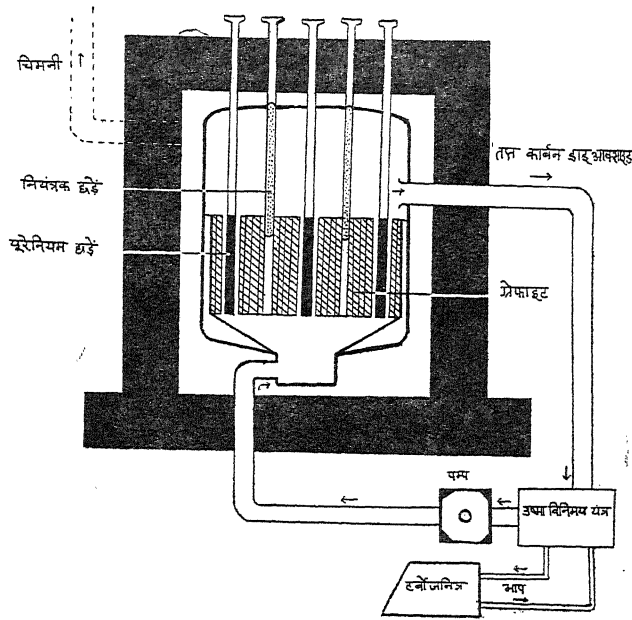 चिमनी
तप्त कार्बन डाइ आक्साइड
नियंत्रक छड़ें
यूरेनियम छड़ें
ग्रेफाइट
पम्प
उष्मा विनिमय यंत्र
टर्बोजनित्र
भाप